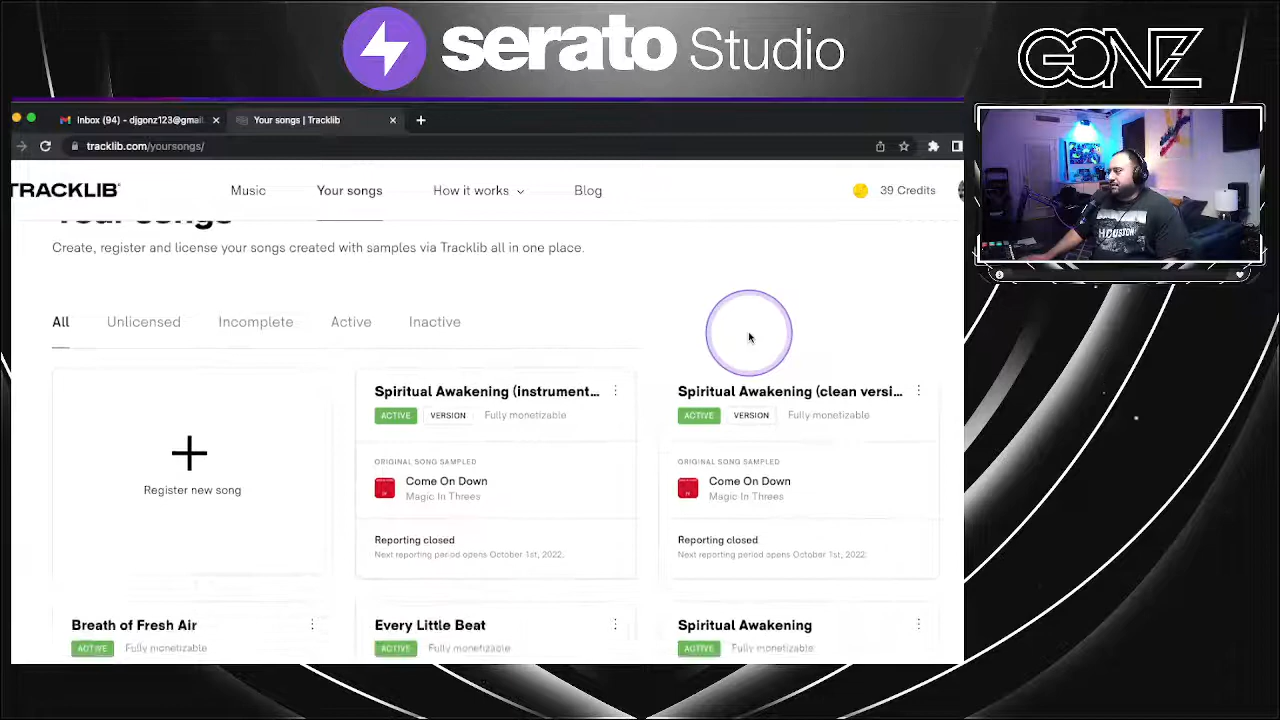 serato Studio
GONZ
Inbox (94) - djgonz123@gmail.
Your songs | Tracklib
tracklib.com/yoursongs/
TRACKLIB
Music
Your songs
How it works
Blog
39 Credits
Your songs
Create, register and license your songs created with samples via Tracklib all in one place.
All
Unlicensed
Incomplete
Active
Inactive
Register new song
Spiritual Awakening (instrument...
ACTIVE
VERSION
Fully monetizable
ORIGINAL SONG SAMPLED
Come On Down
Magic In Threes
Reporting closed
Next reporting period opens October 1st, 2022.
Spiritual Awakening (clean versi...
ACTIVE
VERSION
Fully monetizable
ORIGINAL SONG SAMPLED
Come On Down
Magic In Threes
Reporting closed
Next reporting period opens October 1st, 2022.
Breath of Fresh Air
ACTIVE
Fully monetizable
Every Little Beat
ACTIVE
Fully monetizable
Spiritual Awakening
ACTIVE
Fully monetizable
HOUSTON